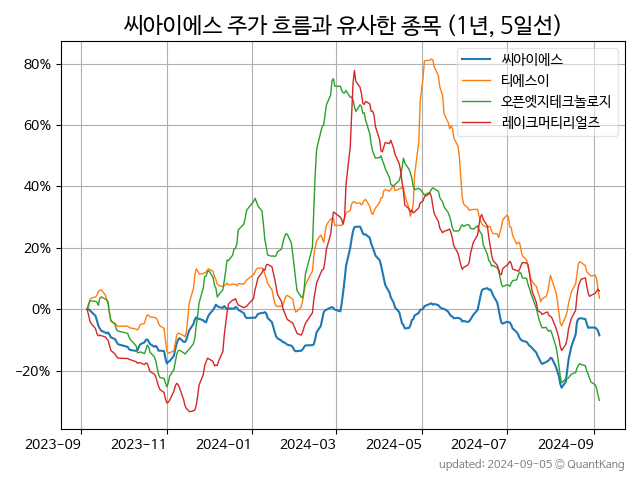 씨아이에스 주가 흐름과 유사한 종목 (1년, 5일선)
씨아이에스
티에스이
오픈엣지테크놀로지
레이크머티리얼즈
80%
60%
40%
20%
0%
−20%
2023-09 2023-11 2024-01 2024-03 2024-05 2024-07 2024-09
updated: 2024-09-05 © QuantKang